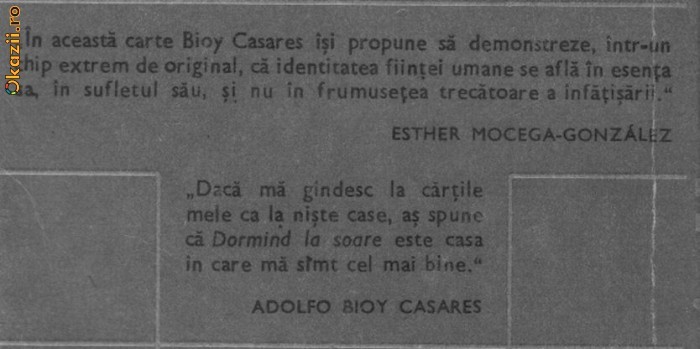 Okazii.ro
„În această carte Bioy Casares își propune să demonstreze, într-un
chip extrem de original, că identitatea ființei umane se află în esența
sa, în sufletul său, și nu în frumusețea trecătoare a înfățișării.“
ESTHER MOCEGA-GONZÁLEZ
„Dacă mă gîndesc la cărțile
mele ca la niște case, aș spune
că Dormind la soare este casa
in care mă simt cel mai bine.“
ADOLFO BIOY CASARES